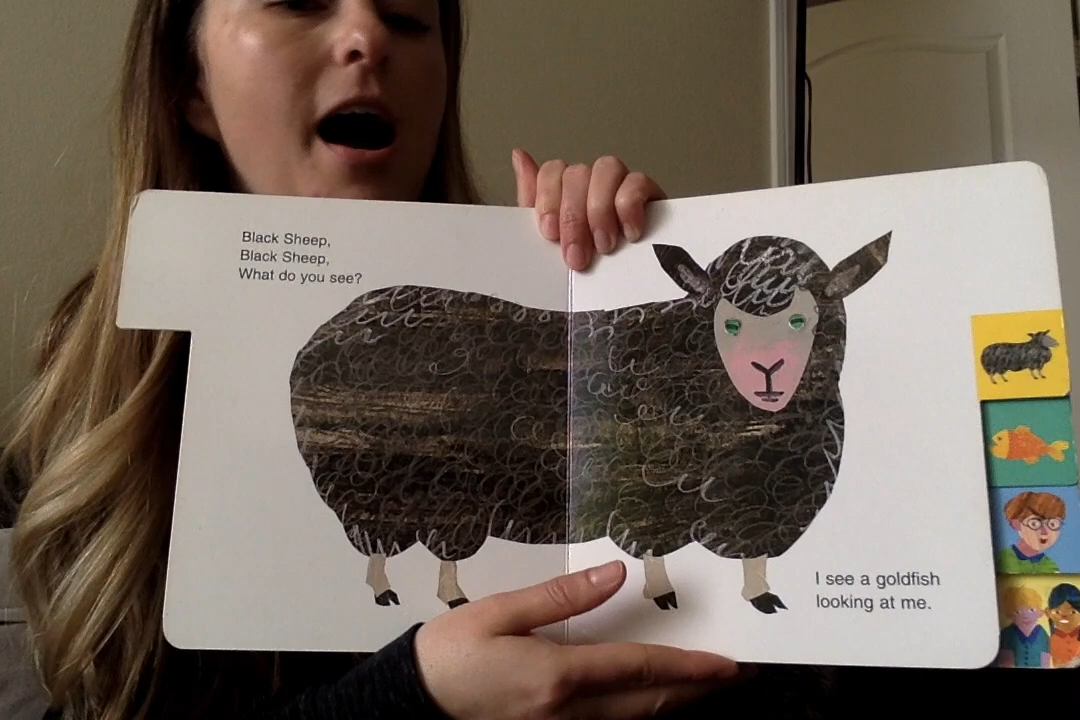 Black Sheep,
Black Sheep,
What do you see?
I see a goldfish
looking at me.